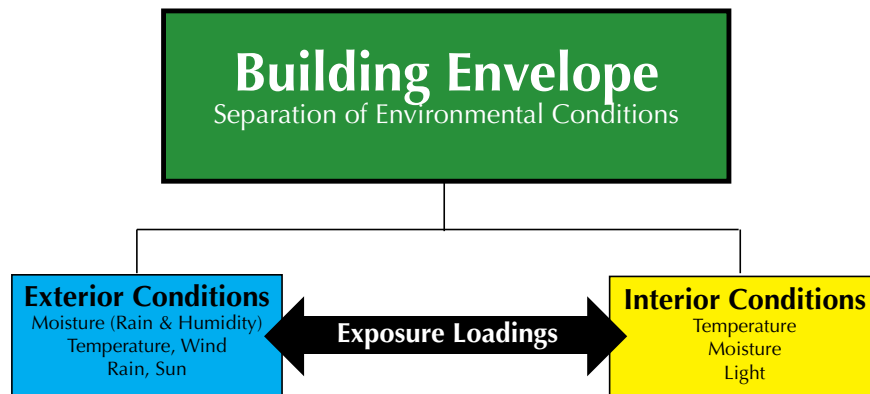 Building Envelope
Separation of Environmental Conditions
Exterior Conditions
Moisture (Rain & Humidity)
Temperature, Wind
Rain, Sun
Exposure Loadings
Interior Conditions
Temperature
Moisture
Light